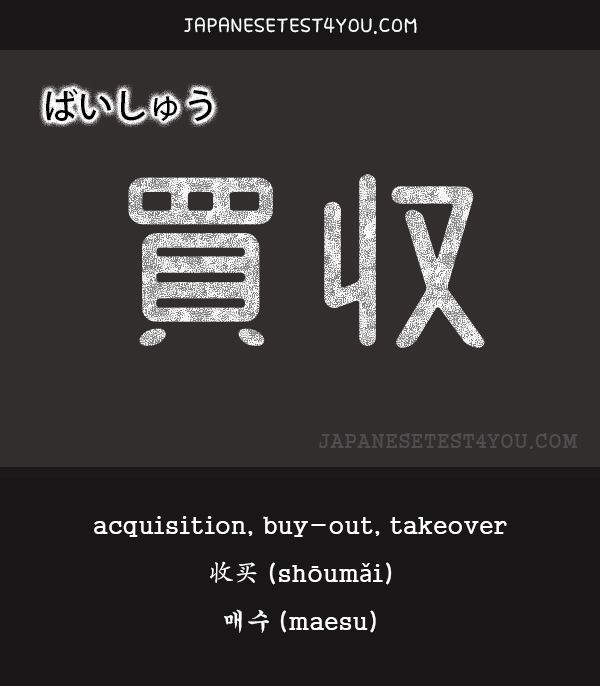 JAPANESETEST4YOU.COM
ばいしゅう
買収
JAPANESETEST4YOU.COM
acquisition, buy-out, takeover
收买 (shōumǎi)
매수 (maesu)